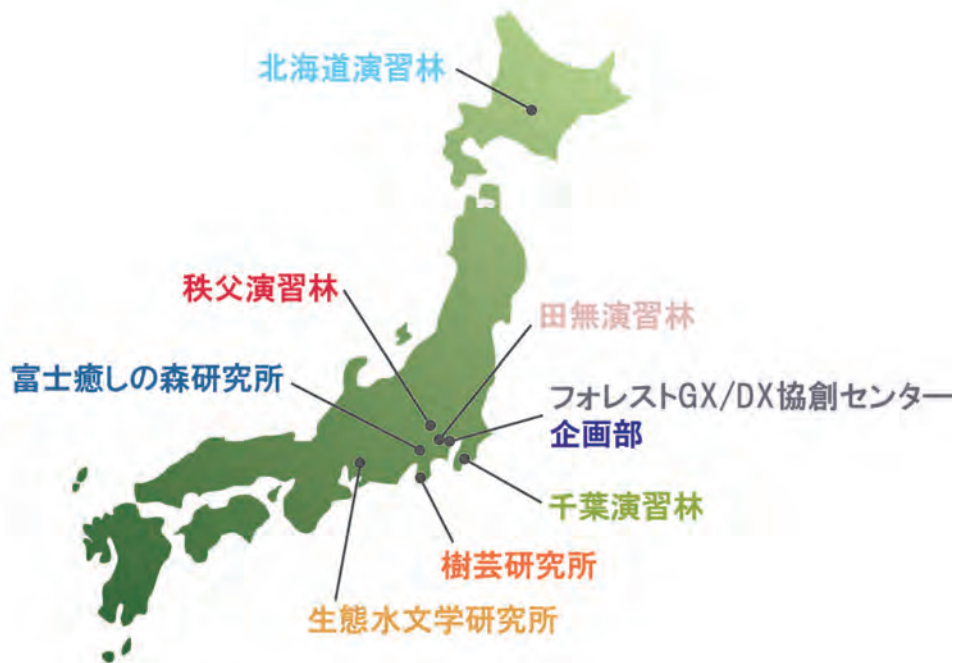 北海道演習林
秩父演習林
田無演習林
富士癒しの森研究所
フォレストGX/DX協創センター
企画部
千葉演習林
樹芸研究所
生態水文学研究所